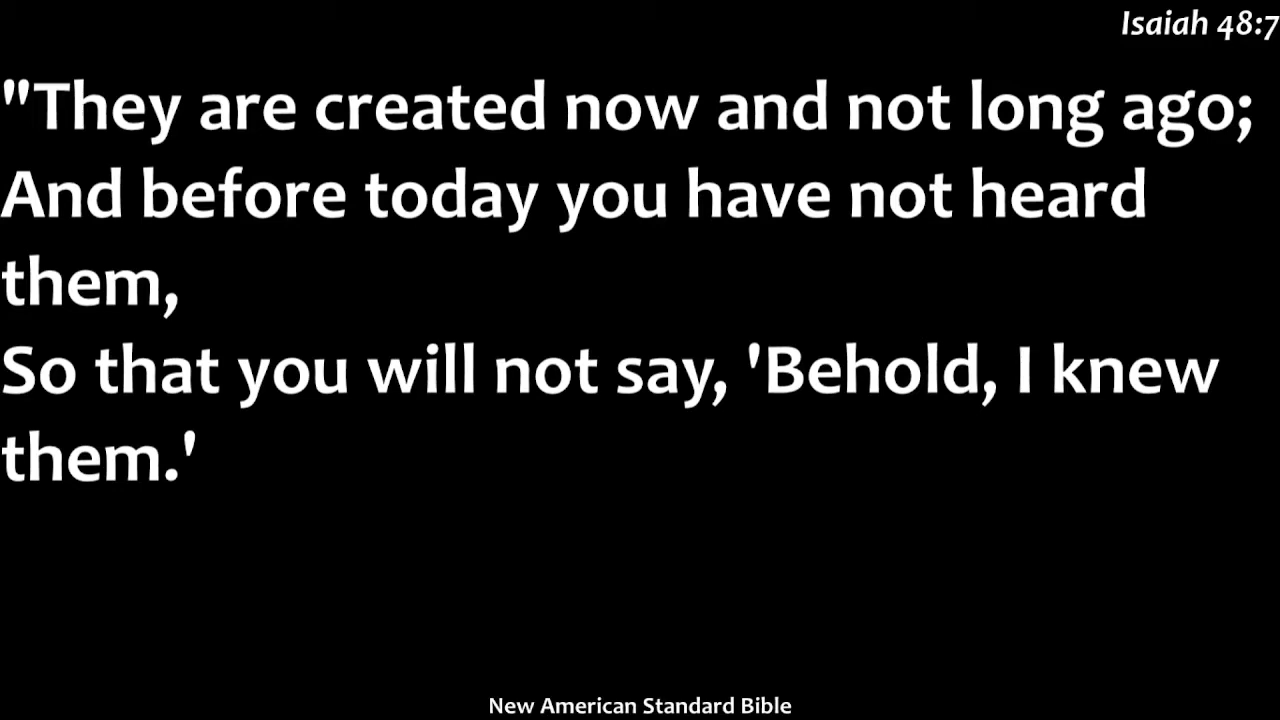 Isaiah 48:7
"They are created now and not long ago;
And before today you have not heard
them,
So that you will not say, 'Behold, I knew
them.'
New American Standard Bible